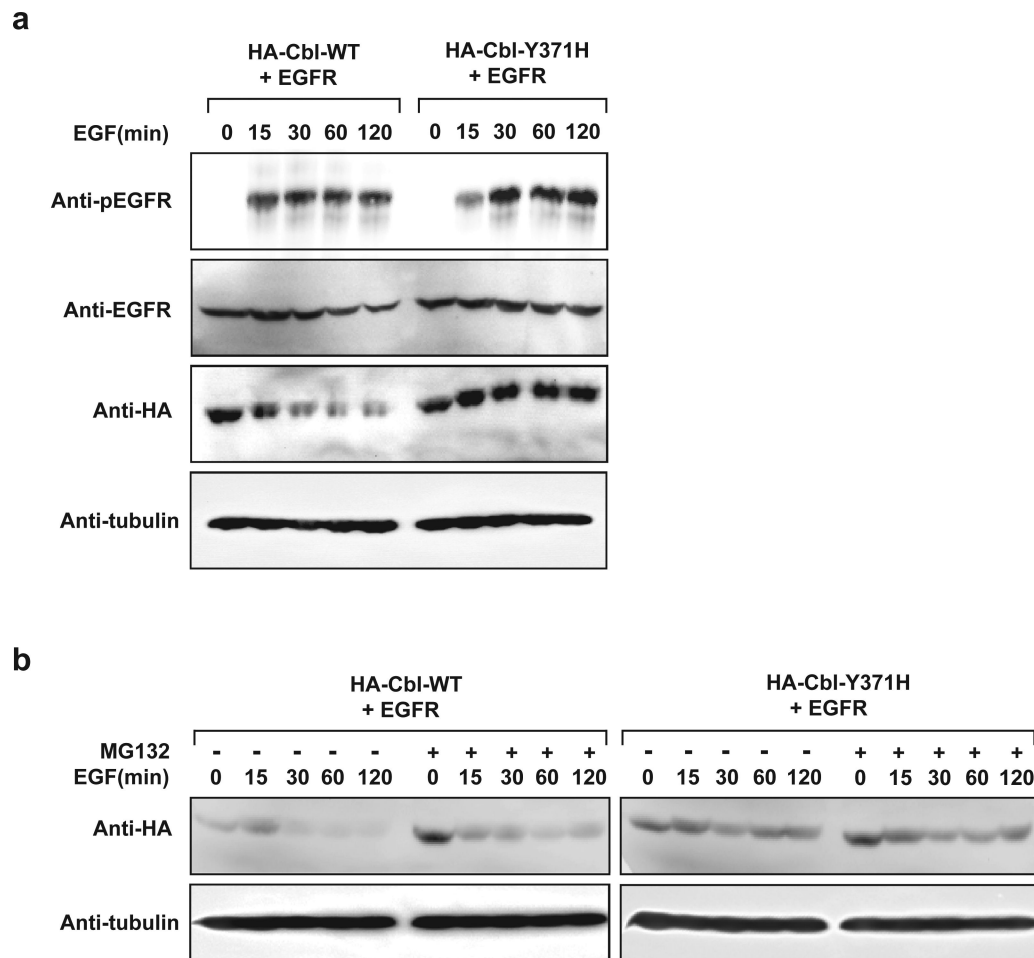 a
HA-Cbl-WT HA-Cbl-Y371H
+ EGFR + EGFR
EGF(min) 0 15 30 60 120 0 15 30 60 120
Anti-pEGFR
Anti-EGFR
Anti-HA
Anti-tubulin
b
HA-Cbl-WT HA-Cbl-Y371H
+ EGFR + EGFR
MG132 - - - - - + + + + + - - - - - + + + + +
EGF(min) 0 15 30 60 120 0 15 30 60 120 0 15 30 60 120 0 15 30 60 120
Anti-HA
Anti-tubulin